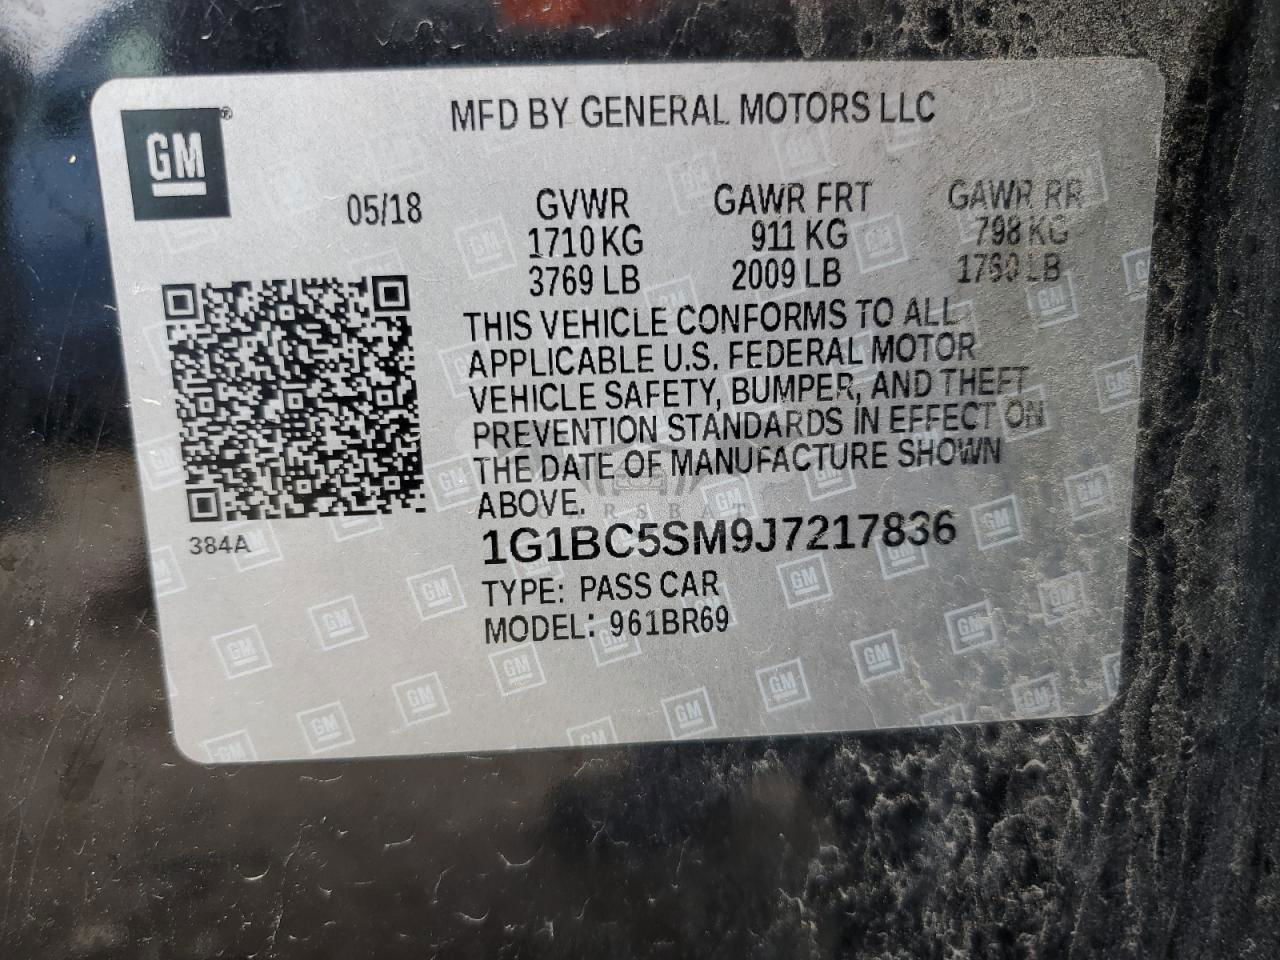 GM
MFD BY GENERAL MOTORS LLC
05/18
GVWR GAWR FRT GAWR RR
1710 KG 911 KG 798 KG
3769 LB 2009 LB 1760 LB
THIS VEHICLE CONFORMS TO ALL
APPLICABLE U.S. FEDERAL MOTOR
VEHICLE SAFETY, BUMPER, AND THEFT
PREVENTION STANDARDS IN EFFECT ON
THE DATE OF MANUFACTURE SHOWN
ABOVE.
384A
1G1BC5SM9J7217836
TYPE: PASS CAR
MODEL: 961BR69